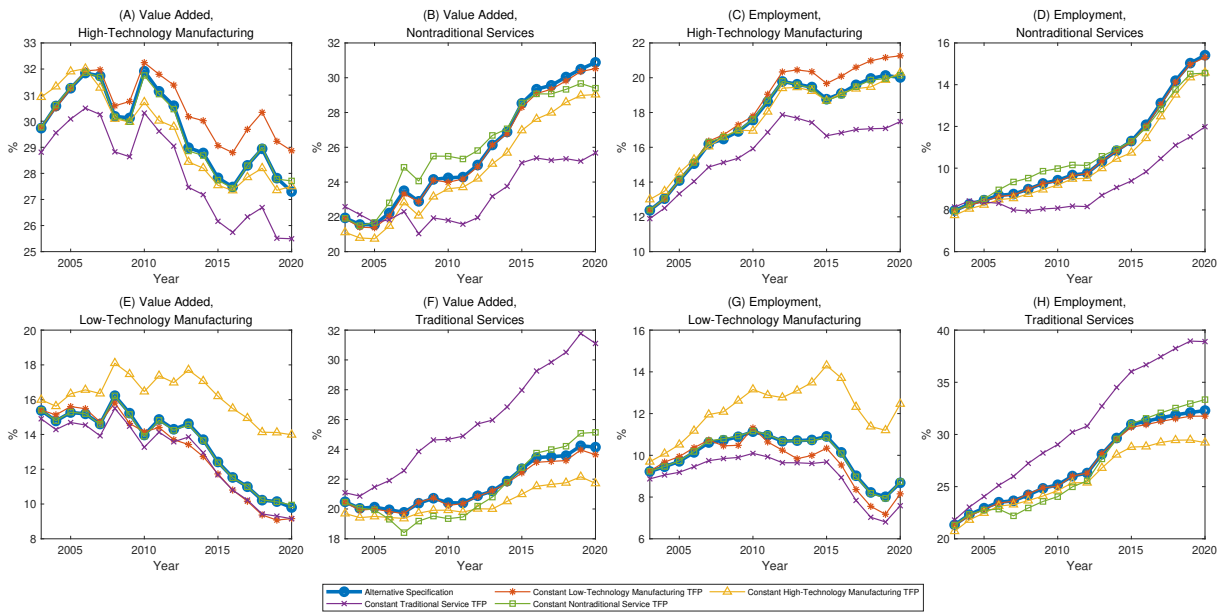 (A) Value Added,
High-Technology Manufacturing
33
32
31
30
29
28
27
26
25
%
2005 2010 2015 2020
Year
(B) Value Added,
Nontraditional Services
32
30
28
26
24
22
20
%
2005 2010 2015 2020
Year
(C) Employment,
High-Technology Manufacturing
22
20
18
16
14
12
10
%
2005 2010 2015 2020
Year
(D) Employment,
Nontraditional Services
16
14
12
10
8
6
%
2005 2010 2015 2020
Year
(E) Value Added,
Low-Technology Manufacturing
20
18
16
14
12
10
8
%
2005 2010 2015 2020
Year
(F) Value Added,
Traditional Services
32
30
28
26
24
22
20
18
%
2005 2010 2015 2020
Year
(G) Employment,
Low-Technology Manufacturing
16
14
12
10
8
6
%
2005 2010 2015 2020
Year
(H) Employment,
Traditional Services
40
35
30
25
20
%
2005 2010 2015 2020
Year
Alternative Specification
Constant Low-Technology Manufacturing TFP
Constant High-Technology Manufacturing TFP
Constant Traditional Service TFP
Constant Nontraditional Service TFP